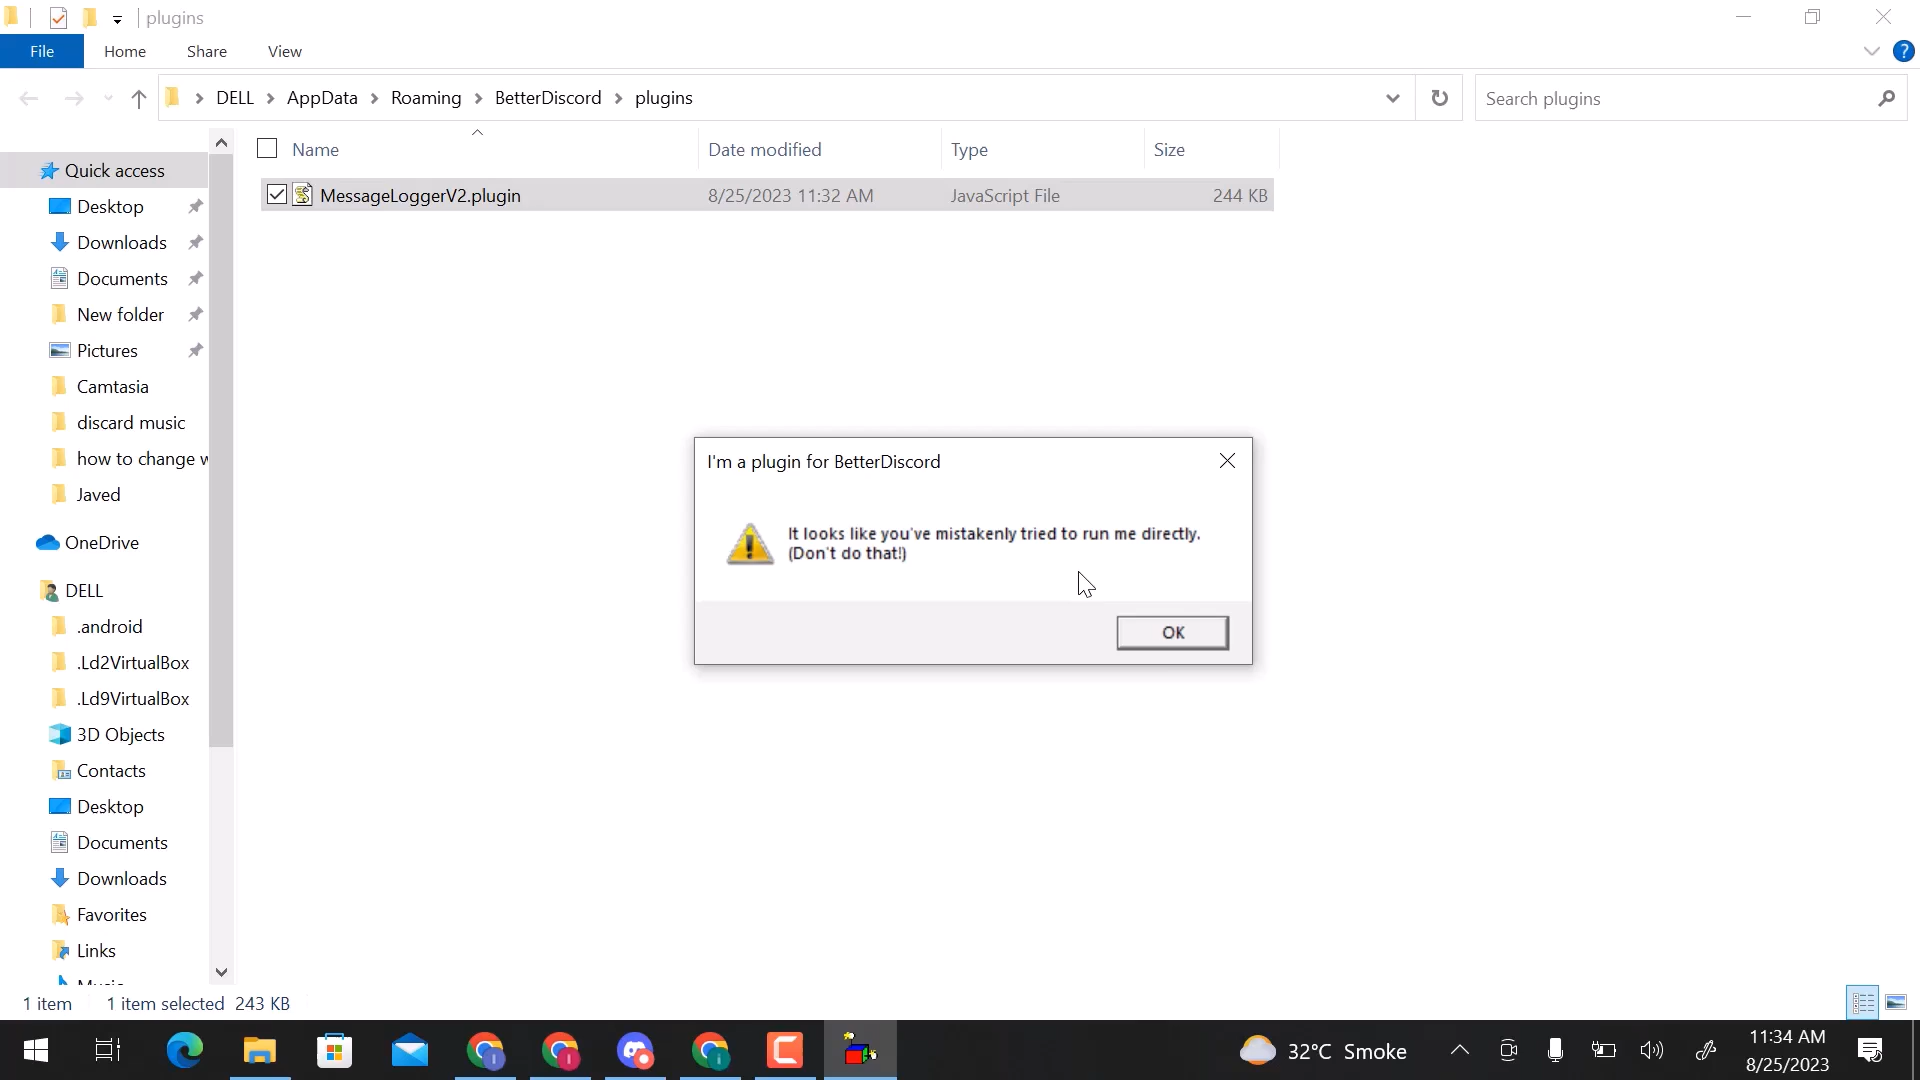 plugins
File Home Share View
DELL AppData Roaming BetterDiscord plugins
Search plugins
Name Date modified Type Size
MessageLoggerV2.plugin 8/25/2023 11:32 AM JavaScript File 244 KB
Quick access
Desktop
Downloads
Documents
New folder
Pictures
Camtasia
discard music
how to change w
Javed
OneDrive
DELL
.android
.Ld2VirtualBox
.Ld9VirtualBox
3D Objects
Contacts
Desktop
Documents
Downloads
Favorites
Links
Music
I'm a plugin for BetterDiscord
It looks like you've mistakenly tried to run me directly.
(Don't do that!)
OK
1 item 1 item selected 243 KB
32°C Smoke
11:34 AM
8/25/2023